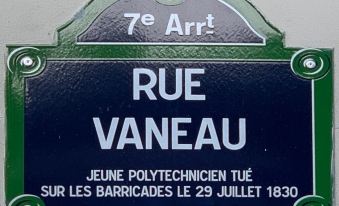 7e Arrt
RUE
VANEAU
JEUNE POLYTECHNICIEN TUÉ
SUR LES BARRICADES LE 29 JUILLET 1830